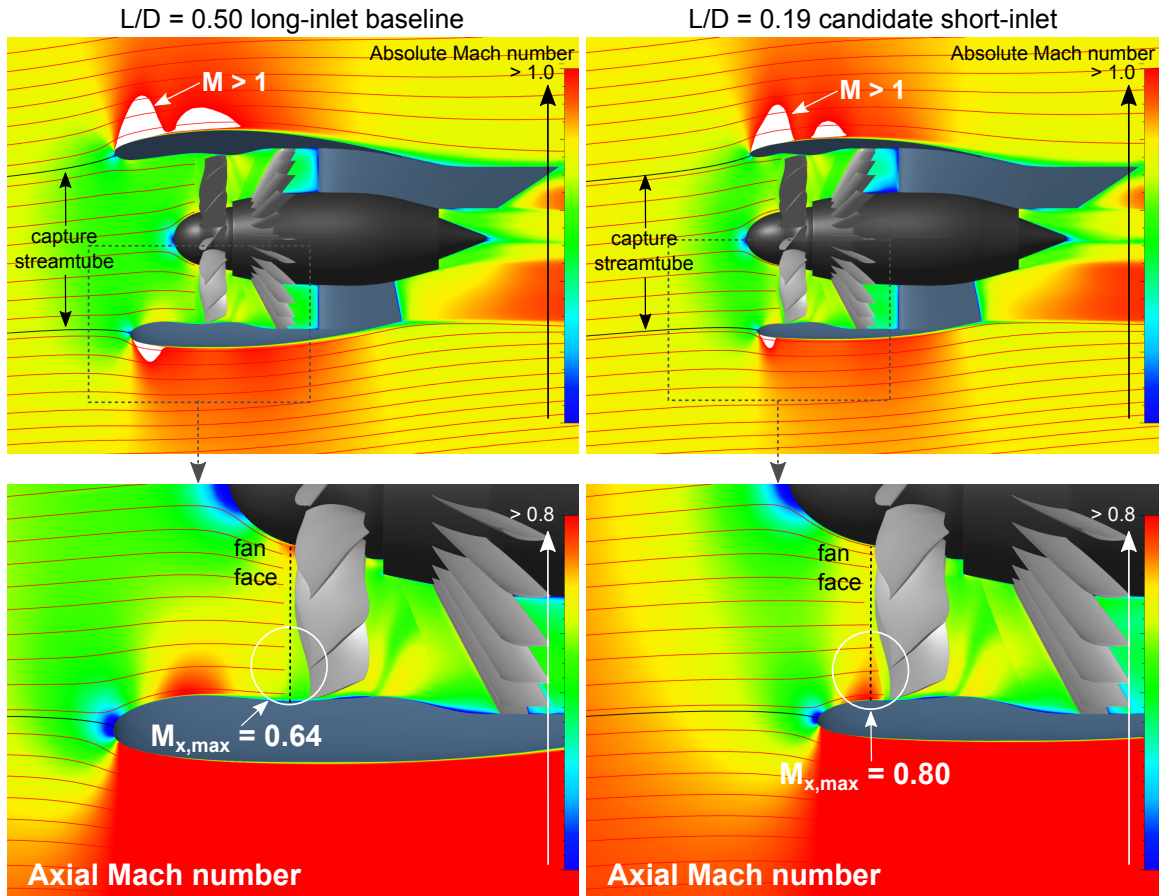 L/D = 0.50 long-inlet baseline
L/D = 0.19 candidate short-inlet
Absolute Mach number
> 1.0
M > 1
capture
streamtube
Absolute Mach number
> 1.0
M > 1
capture
streamtube
> 0.8
fan
face
Mx,max = 0.64
Axial Mach number
> 0.8
fan
face
Mx,max = 0.80
Axial Mach number